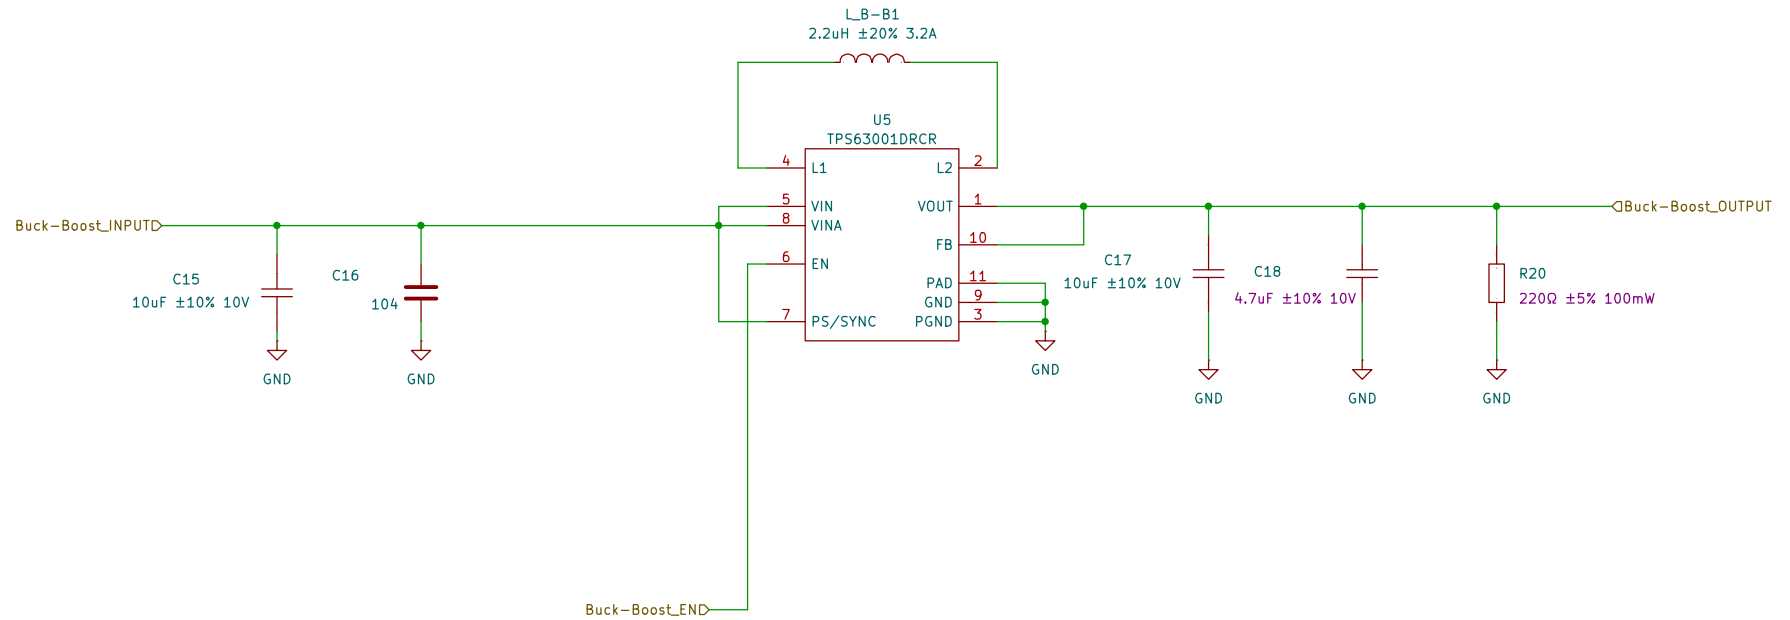 L_B-B1
2.2uH ±20% 3.2A
U5
TPS63001DRCR
4
L1
L2
2
5
VIN
VOUT
1
8
VINA
Buck-Boost_INPUT
Buck-Boost_OUTPUT
FB
10
6
EN
C15
10uF ±10% 10V
C16
104
PAD
11
GND
9
7
PS/SYNC
PGND
3
C17
10uF ±10% 10V
C18
4.7uF ±10% 10V
R20
220Ω ±5% 100mW
GND
GND
GND
GND
GND
GND
Buck-Boost_EN